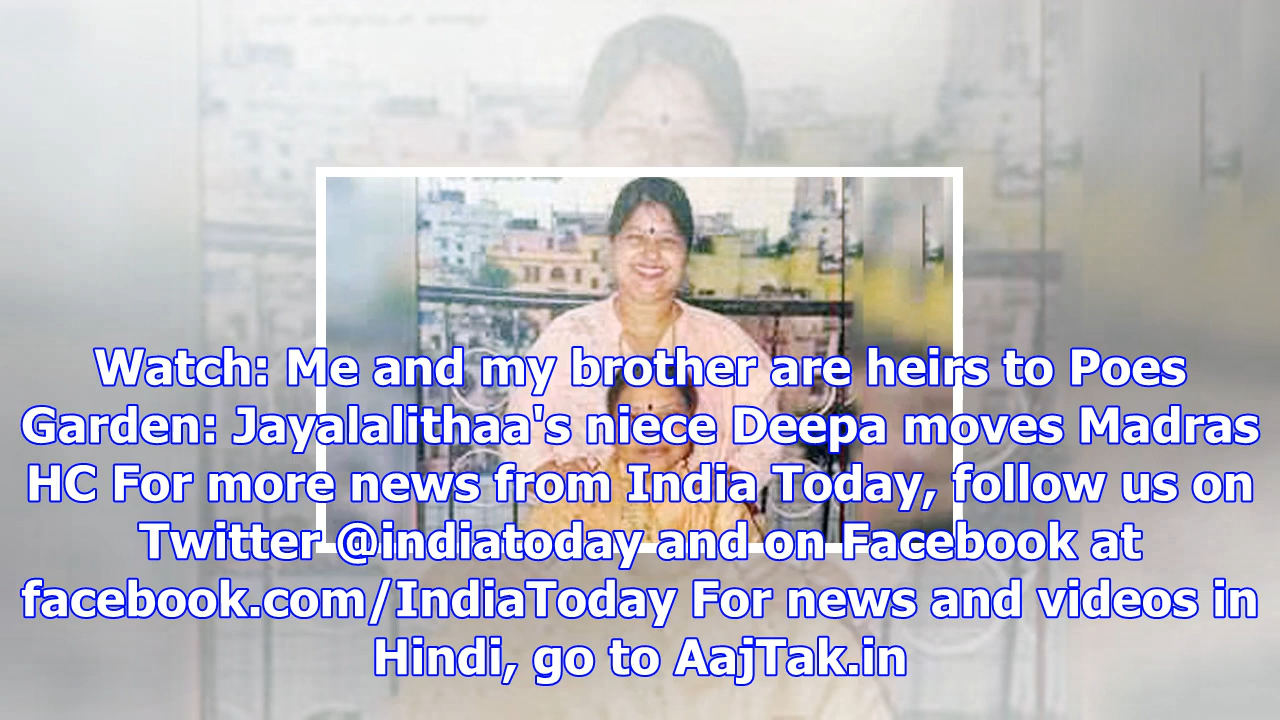 Watch: Me and my brother are heirs to Poes
Garden: Jayalalithaa's niece Deepa moves Madras
HC For more news from India Today, follow us on
Twitter @indiatoday and on Facebook at
facebook.com/IndiaToday For news and videos in
Hindi, go to AajTak.in